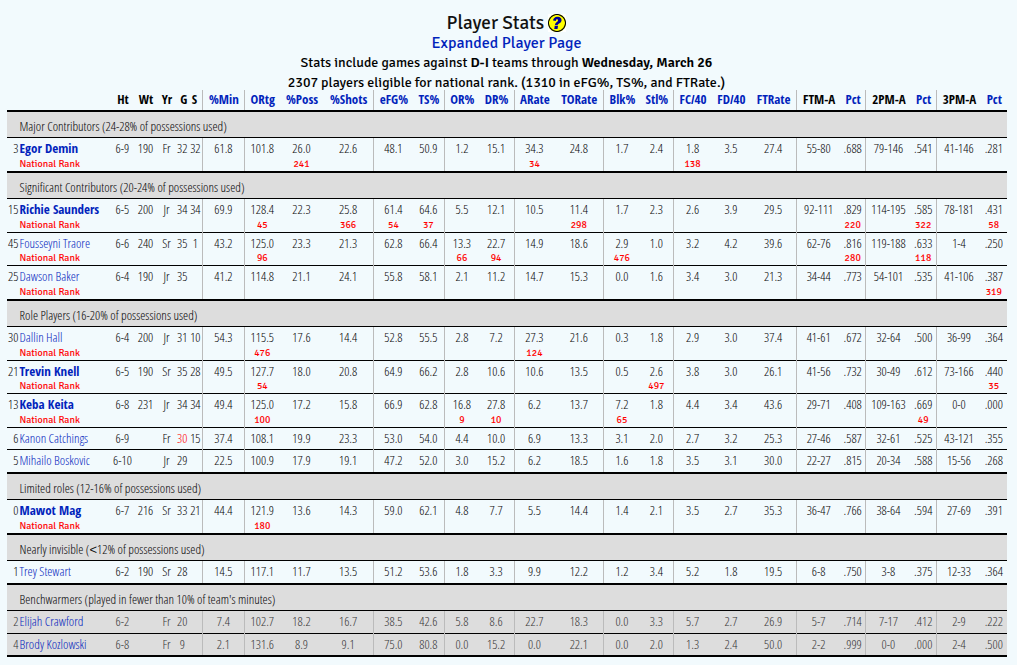 Player Stats ?
Expanded Player Page
Stats include games against D-I teams through Wednesday, March 26
2307 players eligible for national rank. (1310 in eFG%, TS%, and FTRate.)
Ht Wt Yr G S %Min ORtg %Poss %Shots eFG% TS% OR% DR% ARate TORate Blk% Stl% FC/40 FD/40 FTRate FTM-A Pct 2PM-A Pct 3PM-A Pct
Major Contributors (24-28% of possessions used)
3 Egor Demin 6-9 190 Fr 32 32 61.8 101.8 26.0 22.6 48.1 50.9 1.2 15.1 34.3 24.8 1.7 2.4 1.8 3.5 27.4 55-80 .688 79-146 .541 41-146 .281
National Rank 241 34 138
Significant Contributors (20-24% of possessions used)
15 Richie Saunders 6-5 200 Jr 34 34 69.9 128.4 22.3 25.8 61.4 64.6 5.5 12.1 10.5 11.4 1.7 2.3 2.6 3.9 29.5 92-111 .829 114-195 .585 78-181 .431
National Rank 45 366 54 37 298 220 322 58
45 Fousseyni Traore 6-6 240 Sr 35 1 43.2 125.0 23.3 21.3 62.8 66.4 13.3 22.7 14.9 18.6 2.9 1.0 3.2 4.2 39.6 62-76 .816 119-188 .633 1-4 .250
National Rank 96 66 94 476 280 118
25 Dawson Baker 6-4 190 Jr 35 41.2 114.8 21.1 24.1 55.8 58.1 2.1 11.2 14.7 15.3 0.0 1.6 3.4 3.0 21.3 34-44 .773 54-101 .535 41-106 .387
National Rank 319
Role Players (16-20% of possessions used)
30 Dallin Hall 6-4 200 Jr 31 10 54.3 115.5 17.6 14.4 52.8 55.5 2.8 7.2 27.3 21.6 0.3 1.8 2.9 3.0 37.4 41-61 .672 32-64 .500 36-99 .364
National Rank 476 124
21 Trevin Knell 6-5 190 Sr 35 28 49.5 127.7 18.0 20.8 64.9 66.2 2.8 10.6 10.6 13.5 0.5 2.6 3.8 3.0 26.1 41-56 .732 30-49 .612 73-166 .440
National Rank 54 497 35
13 Keba Keita 6-8 231 Jr 34 34 49.4 125.0 17.2 15.8 66.9 62.8 16.8 27.8 6.2 13.7 7.2 1.8 4.4 3.4 43.6 29-71 .408 109-163 .669 0-0 .000
National Rank 100 9 10 65 49
6 Kanon Catchings 6-9 Fr 30 15 37.4 108.1 19.9 23.3 53.0 54.0 4.4 10.0 6.9 13.3 3.1 2.0 2.7 3.2 25.3 27-46 .587 32-61 .525 43-121 .355
5 Mihailo Boskovic 6-10 Jr 29 22.5 100.9 17.9 19.1 47.2 52.0 3.0 15.2 6.2 18.5 1.6 1.8 3.5 3.1 30.0 22-27 .815 20-34 .588 15-56 .268
Limited roles (12-16% of possessions used)
0 Mawot Mag 6-7 216 Sr 33 21 44.4 121.9 13.6 14.3 59.0 62.1 4.8 7.7 5.5 14.4 1.4 2.1 3.5 2.7 35.3 36-47 .766 38-64 .594 27-69 .391
National Rank 180
Nearly invisible (<12% of possessions used)
1 Trey Stewart 6-2 190 Sr 28 14.5 117.1 11.7 13.5 51.2 53.6 1.8 3.3 9.9 12.2 1.2 3.4 5.2 1.8 19.5 6-8 .750 3-8 .375 12-33 .364
Benchwarmers (played in fewer than 10% of team's minutes)
2 Elijah Crawford 6-2 Fr 20 7.4 102.7 18.2 16.7 38.5 42.6 5.8 8.6 22.7 18.3 0.0 3.3 5.7 2.7 26.9 5-7 .714 7-17 .412 2-9 .222
4 Brody Kozlowski 6-8 Fr 9 2.1 131.6 8.9 9.1 75.0 80.8 0.0 15.2 0.0 22.1 0.0 2.0 1.3 2.4 50.0 2-2 .999 0-0 .000 2-4 .500